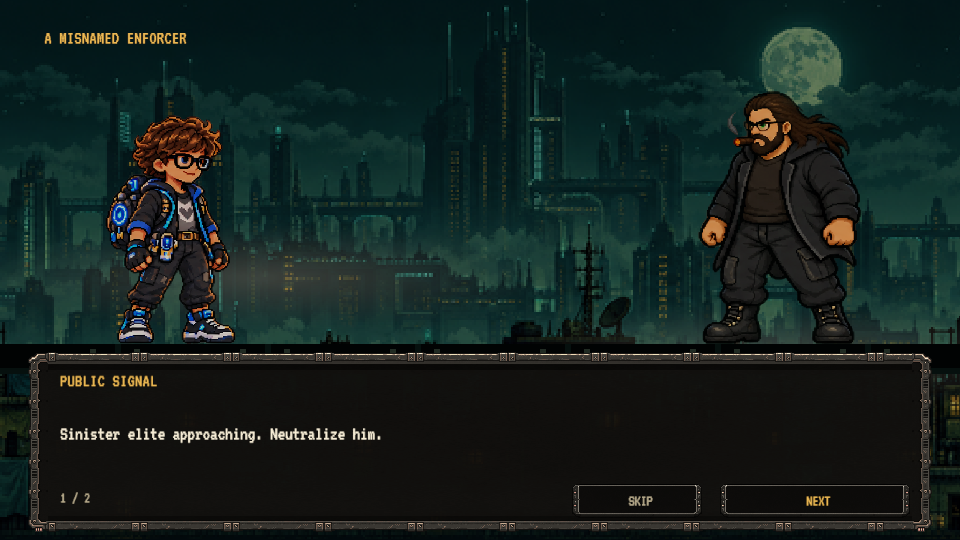 A MISNAMED ENFORCER
PUBLIC SIGNAL
Sinister elite approaching. Neutralize him.
1 / 2
SKIP
NEXT